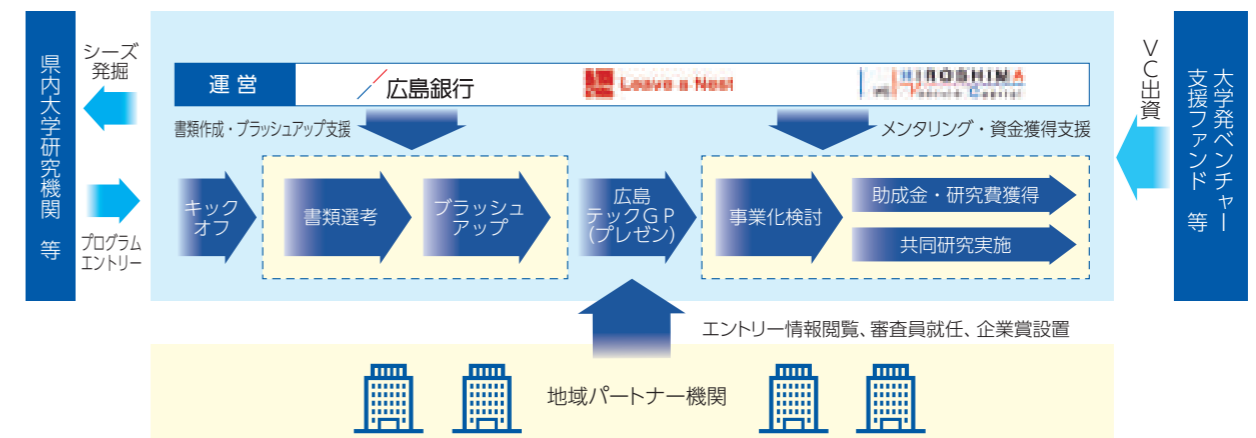 県内大学研究機関 等
シーズ
発掘
プログラム
エントリー
運営
広島銀行
Leave a Nest
HIROSHIMA
Venture Capital
書類作成・ブラッシュアップ支援
メンタリング・資金獲得支援
キック
オフ
書類選考
ブラッシュ
アップ
広島
テックGP
(プレゼン)
事業化検討
助成金・研究費獲得
共同研究実施
VC出資
大学発ベンチャー
支援ファンド 等
エントリー情報閲覧、審査員就任、企業賞設置
地域パートナー機関